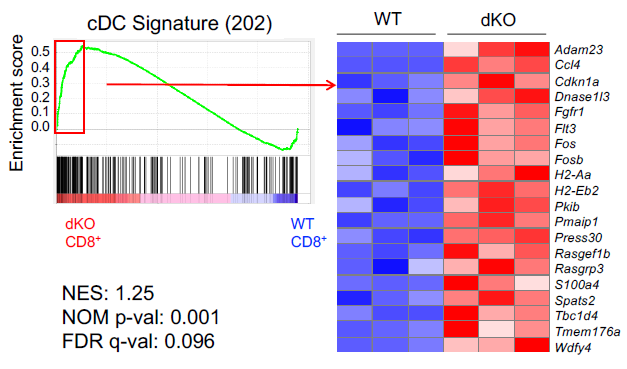 cDC Signature (202)
WT
dKO
Enrichment score
0.5
0.4
0.3
0.2
0.1
0.0
dKO
CD8+
WT
CD8+
NES: 1.25
NOM p-val: 0.001
FDR q-val: 0.096
Adam23
Ccl4
Cdkn1a
Dnase1l3
Fgfr1
Flt3
Fos
Fosb
H2-Aa
H2-Eb2
Pkib
Pmaip1
Press30
Rasgef1b
Rasgrp3
S100a4
Spats2
Tbc1d4
Tmem176a
Wdfy4